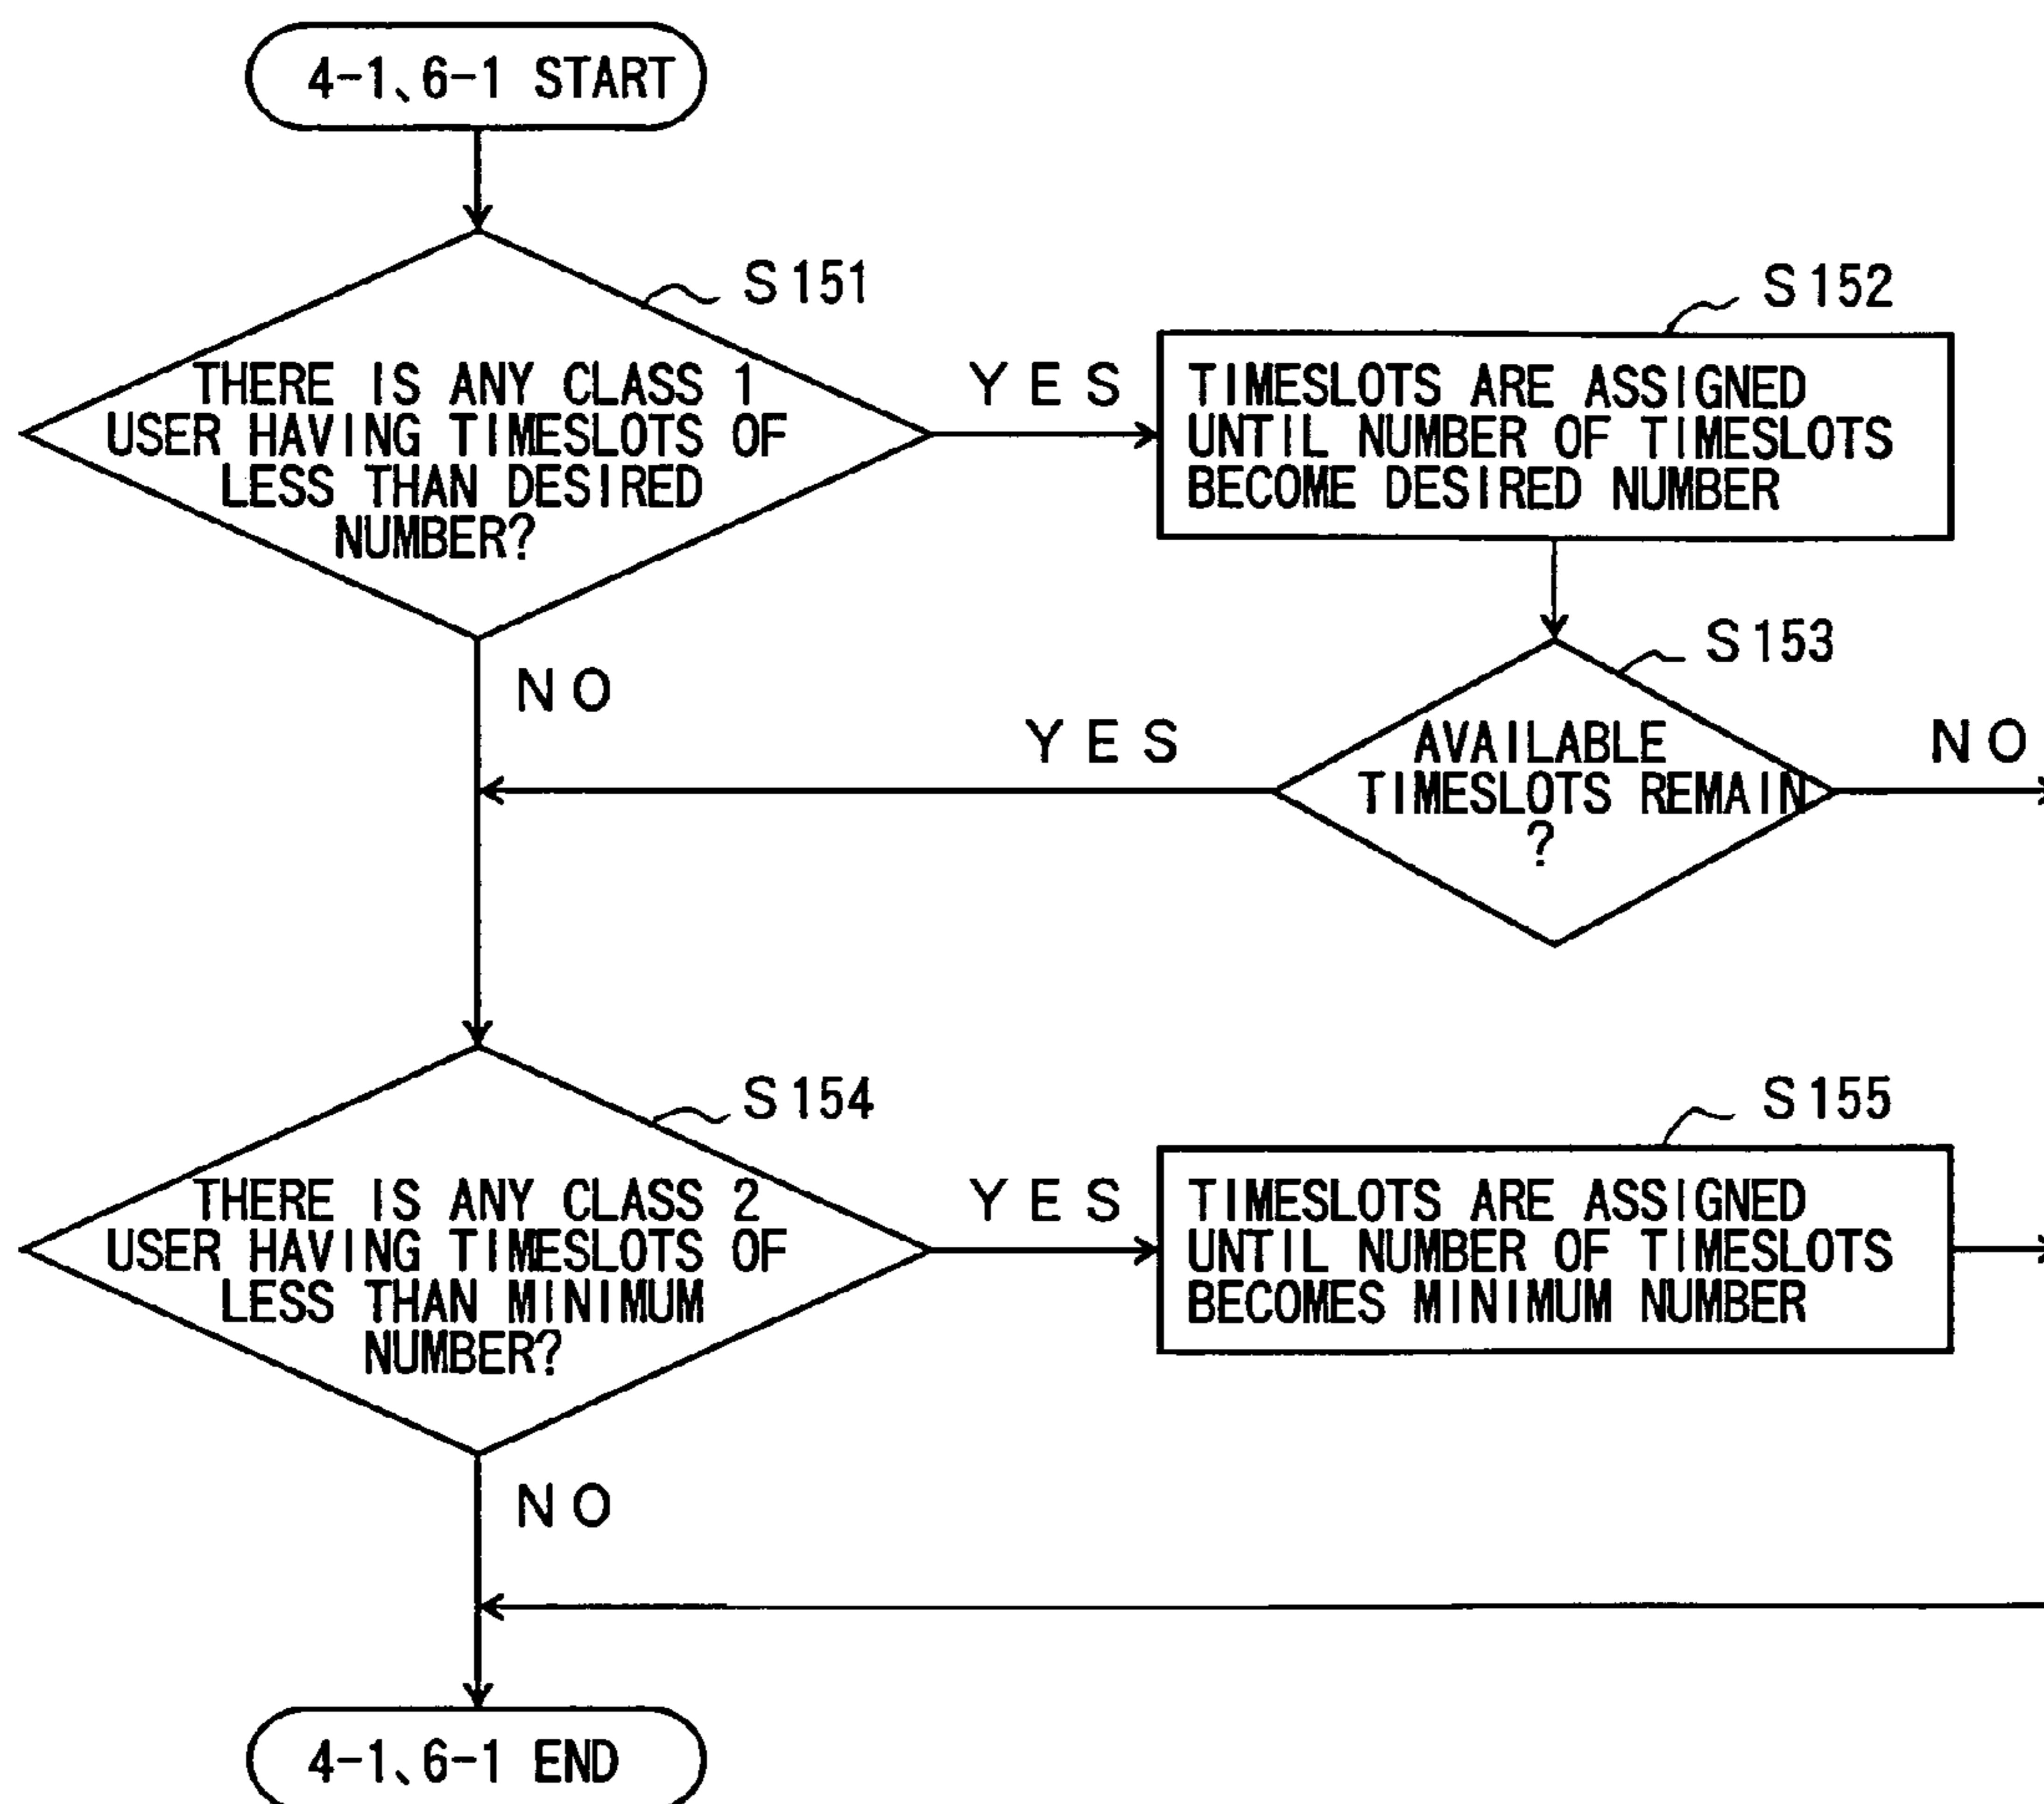 4-1、6-1 START
S151
THERE IS ANY CLASS 1
USER HAVING TIMESLOTS OF
LESS THAN DESIRED
NUMBER?
YES
S152
TIMESLOTS ARE ASSIGNED
UNTIL NUMBER OF TIMESLOTS
BECOME DESIRED NUMBER
NO
S153
AVAILABLE
TIMESLOTS REMAIN
?
YES
NO
S154
THERE IS ANY CLASS 2
USER HAVING TIMESLOTS OF
LESS THAN MINIMUM
NUMBER?
YES
S155
TIMESLOTS ARE ASSIGNED
UNTIL NUMBER OF TIMESLOTS
BECOMES MINIMUM NUMBER
NO
4-1、6-1 END